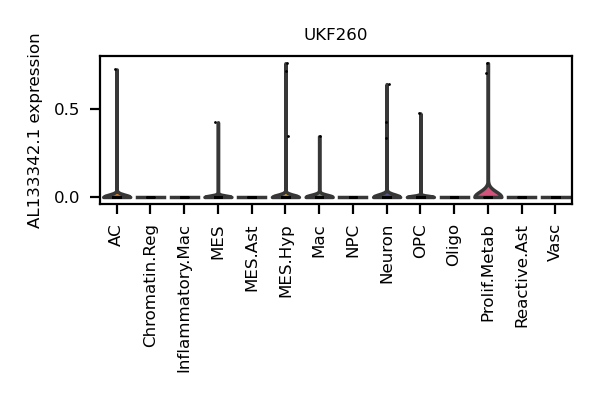 UKF260
AL133342.1 expression
0.5
0.0
AC
Chromatin.Reg
Inflammatory.Mac
MES
MES.Ast
MES.Hyp
Mac
NPC
Neuron
OPC
Oligo
Prolif.Metab
Reactive.Ast
Vasc